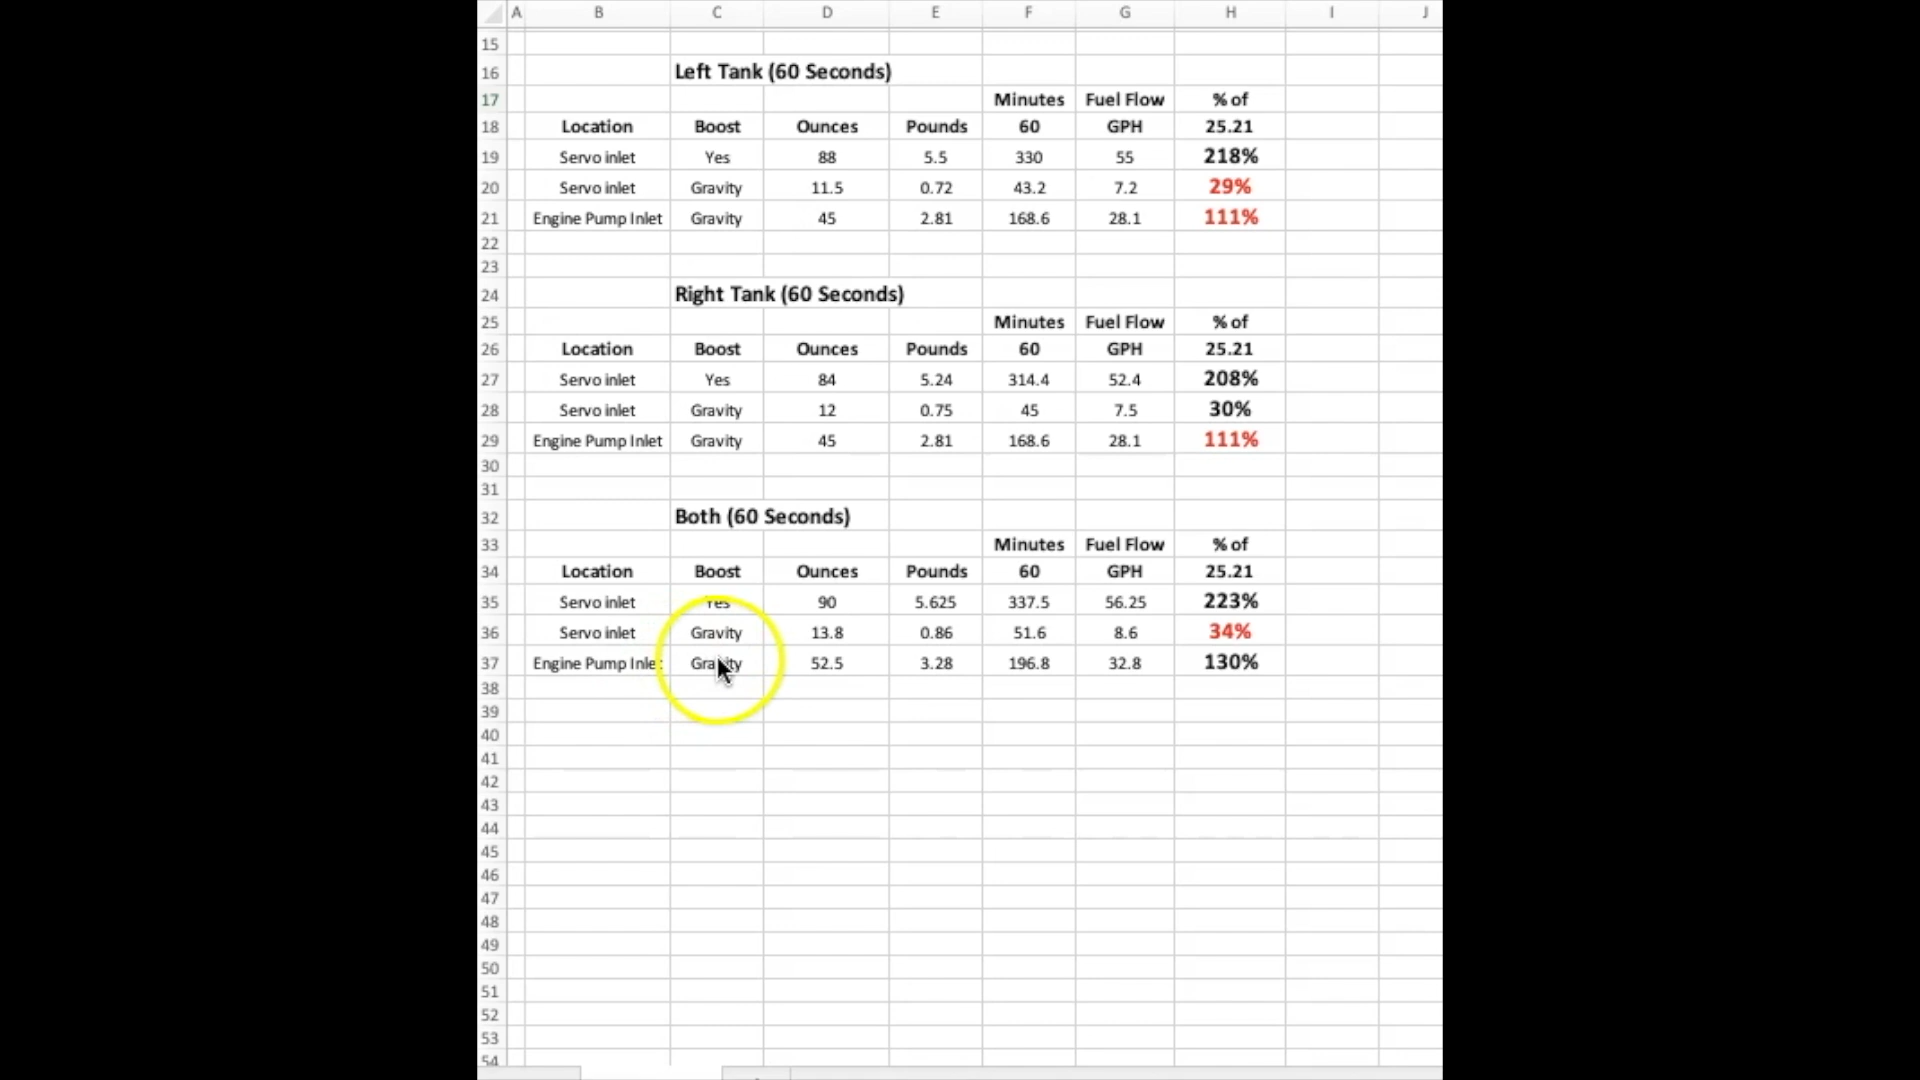 A B C D E F G H I J
15
16 Left Tank (60 Seconds)
17 Minutes Fuel Flow % of
18 Location Boost Ounces Pounds 60 GPH 25.21
19 Servo inlet Yes 88 5.5 330 55 218%
20 Servo inlet Gravity 11.5 0.72 43.2 7.2 29%
21 Engine Pump Inlet Gravity 45 2.81 168.6 28.1 111%
22
23
24 Right Tank (60 Seconds)
25 Minutes Fuel Flow % of
26 Location Boost Ounces Pounds 60 GPH 25.21
27 Servo inlet Yes 84 5.24 314.4 52.4 208%
28 Servo inlet Gravity 12 0.75 45 7.5 30%
29 Engine Pump Inlet Gravity 45 2.81 168.6 28.1 111%
30
31
32 Both (60 Seconds)
33 Minutes Fuel Flow % of
34 Location Boost Ounces Pounds 60 GPH 25.21
35 Servo inlet Yes 90 5.625 337.5 56.25 223%
36 Servo inlet Gravity 13.8 0.86 51.6 8.6 34%
37 Engine Pump Inlet Gravity 52.5 3.28 196.8 32.8 130%
38
39
40
41
42
43
44
45
46
47
48
49
50
51
52
53
54